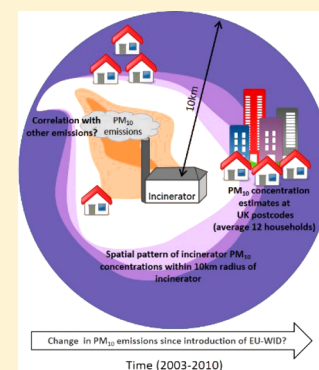 10km
Correlation with
other emissions?
PM₁₀
emissions
Incinerator
PM₁₀ concentration
estimates at
UK postcodes
(average 12 households)
Spatial pattern of incinerator PM₁₀
concentrations within 10km radius of
incinerator
Change in PM₁₀ emissions since introduction of EU-WID?
Time (2003-2010)